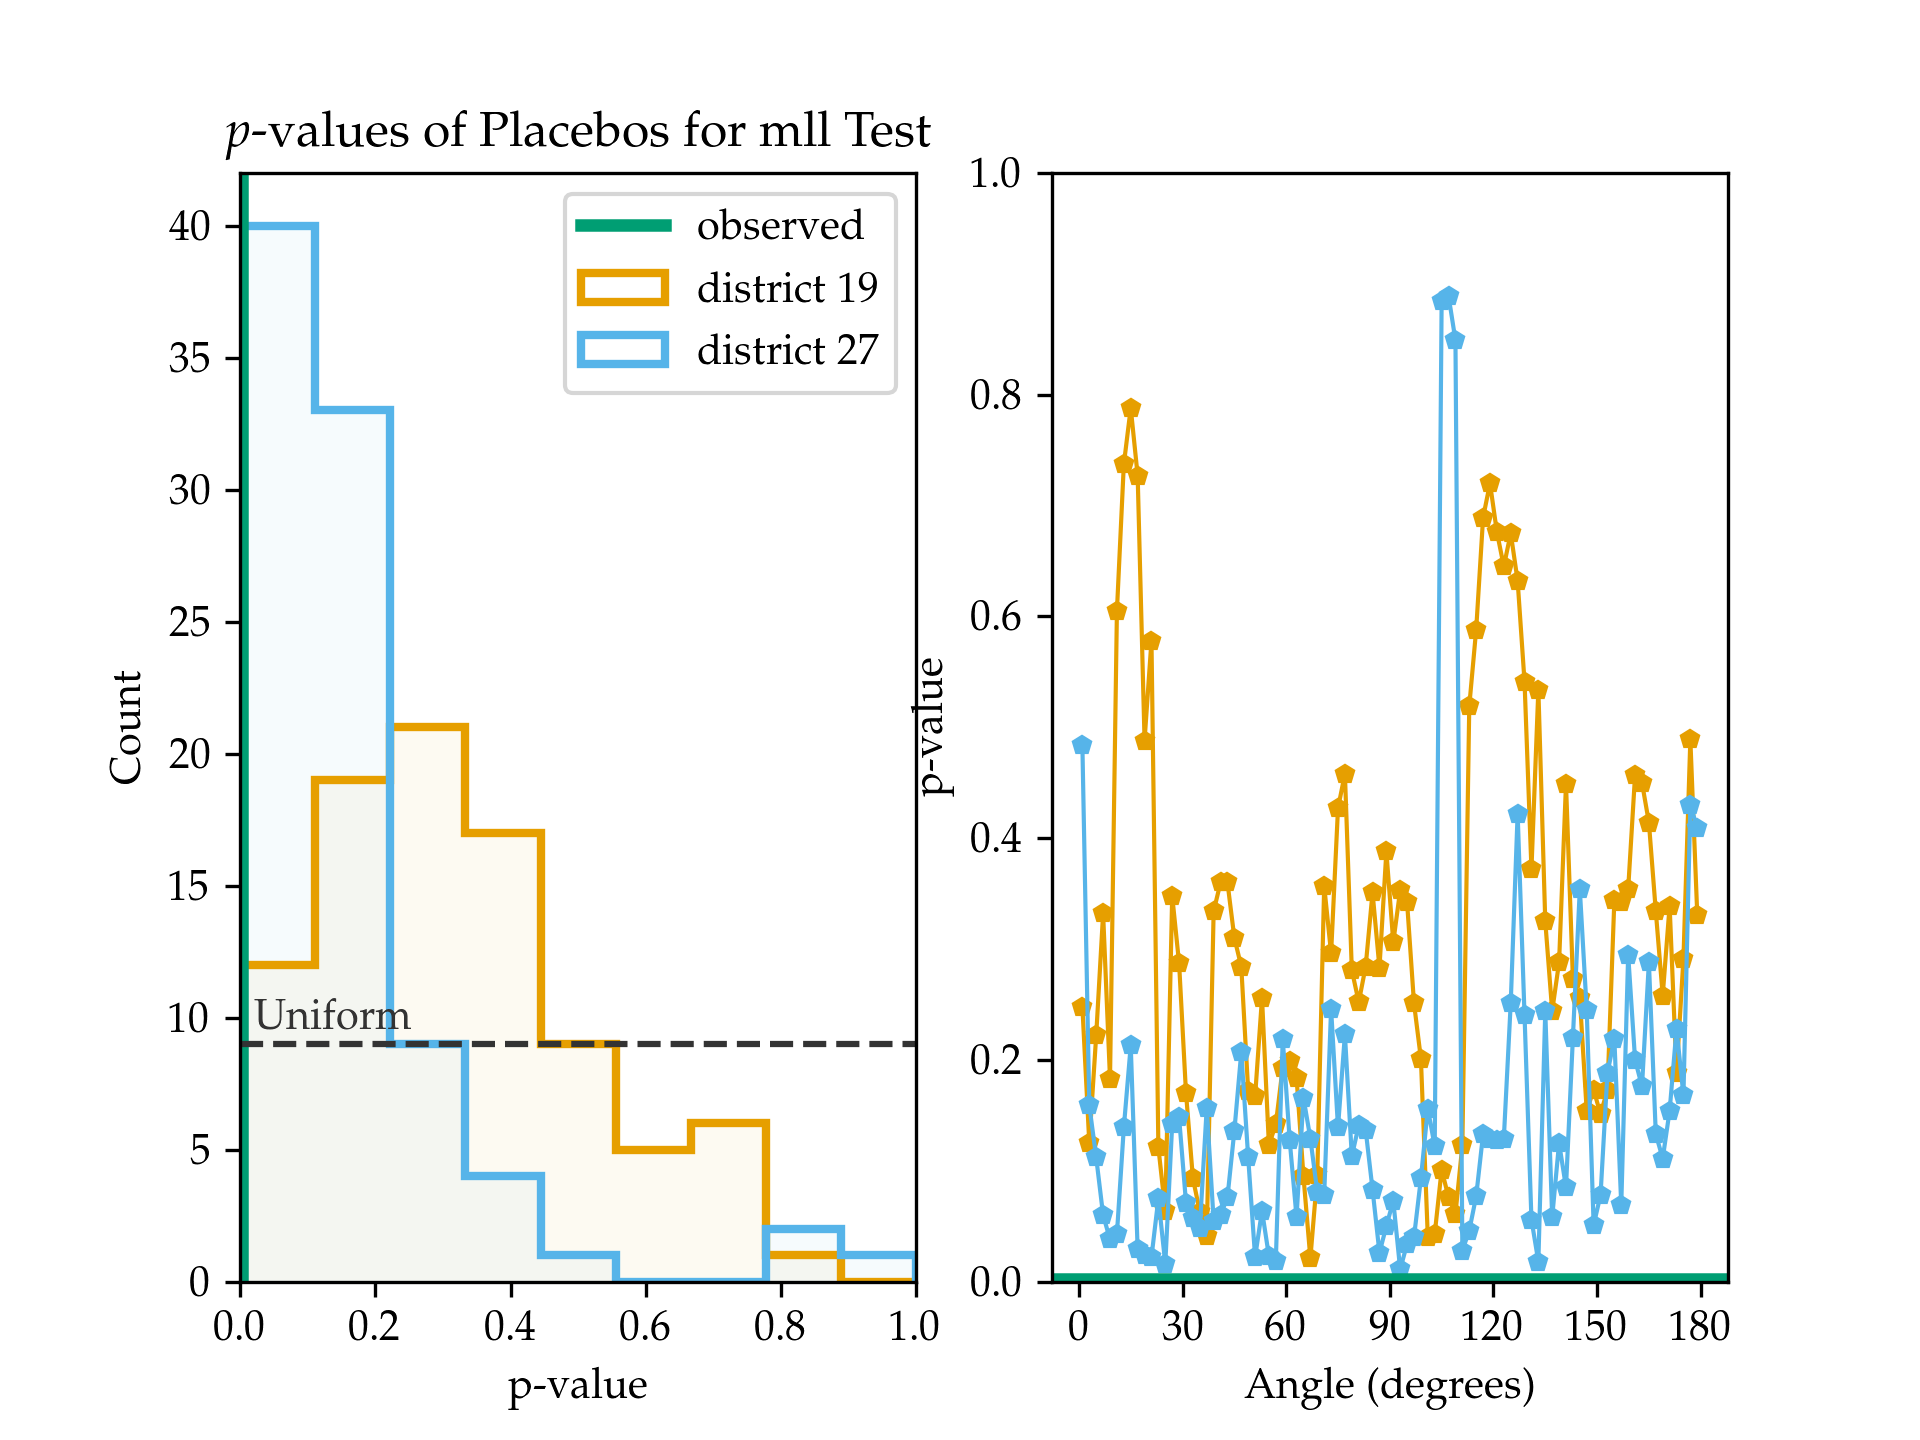 p-values of Placebos for mll Test
observed
district 19
district 27
Uniform
Count
40
35
30
25
20
15
10
5
0
0.0 0.2 0.4 0.6 0.8 1.0
p-value
p-value
1.0
0.8
0.6
0.4
0.2
0.0
0 30 60 90 120 150 180
Angle (degrees)